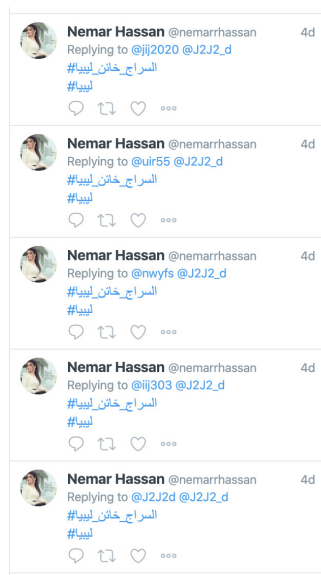 Nemar Hassan @nemarrhassan 4d
Replying to @jij2020 @J2J2_d
#السراج_خائن_ليبيا
#ليبيا
Nemar Hassan @nemarrhassan 4d
Replying to @uir55 @J2J2_d
#السراج_خائن_ليبيا
#ليبيا
Nemar Hassan @nemarrhassan 4d
Replying to @nwyfs @J2J2_d
#السراج_خائن_ليبيا
#ليبيا
Nemar Hassan @nemarrhassan 4d
Replying to @iij303 @J2J2_d
#السراج_خائن_ليبيا
#ليبيا
Nemar Hassan @nemarrhassan 4d
Replying to @J2J2d @J2J2_d
#السراج_خائن_ليبيا
#ليبيا